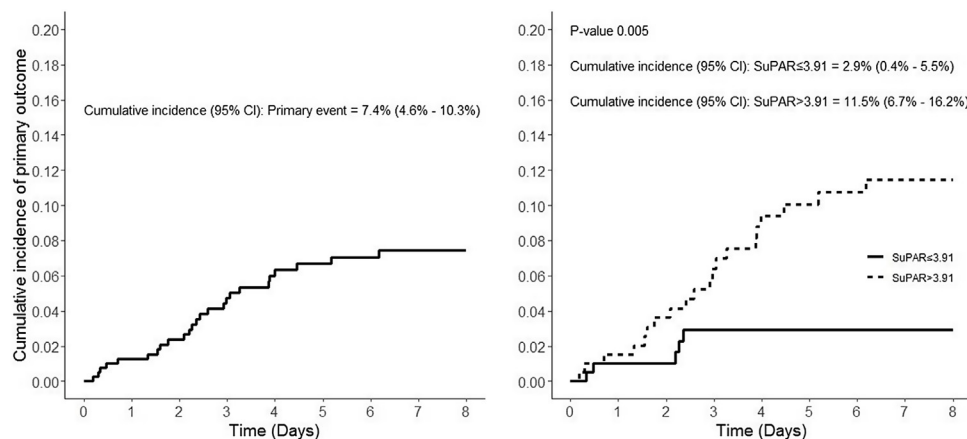 Cumulative incidence of primary outcome
0.20
0.18
0.16
0.14
0.12
0.10
0.08
0.06
0.04
0.02
0.00
Cumulative incidence (95% CI): Primary event = 7.4% (4.6% - 10.3%)
0 1 2 3 4 5 6 7 8
Time (Days)
0.20
0.18
0.16
0.14
0.12
0.10
0.08
0.06
0.04
0.02
0.00
P-value 0.005
Cumulative incidence (95% CI): SuPAR≤3.91 = 2.9% (0.4% - 5.5%)
Cumulative incidence (95% CI): SuPAR>3.91 = 11.5% (6.7% - 16.2%)
SuPAR≤3.91
SuPAR>3.91
0 1 2 3 4 5 6 7 8
Time (Days)